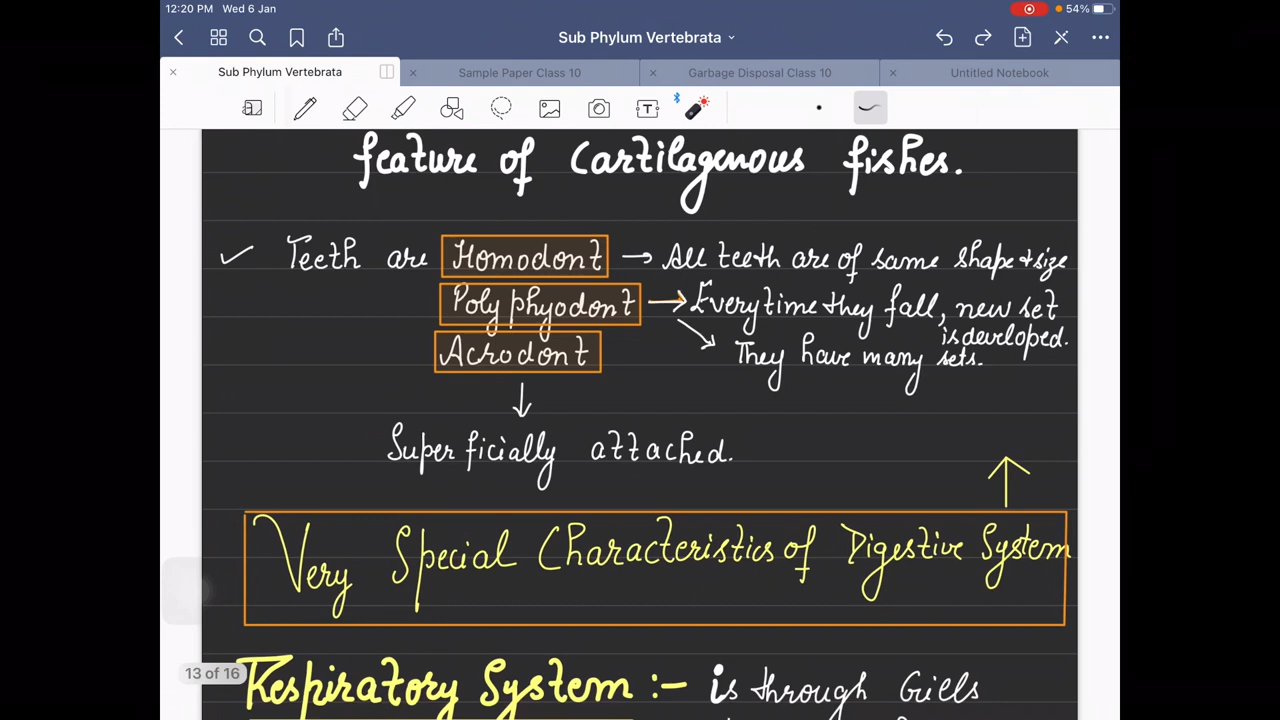 12:20 PM Wed 6 Jan 54%
Sub Phylum Vertebrata
Sub Phylum Vertebrata Sample Paper Class 10 Garbage Disposal Class 10 Untitled Notebook
feature of Cartilagenous fishes.
Teeth are Homodont → All teeth are of same shape & size
Polyphyodont → Everytime they fall, new set
is developed.
They have many sets.
Acrodont
Superficially attached.
Very Special Characteristics of Digestive System
13 of 16
Respiratory System :- is through Gills